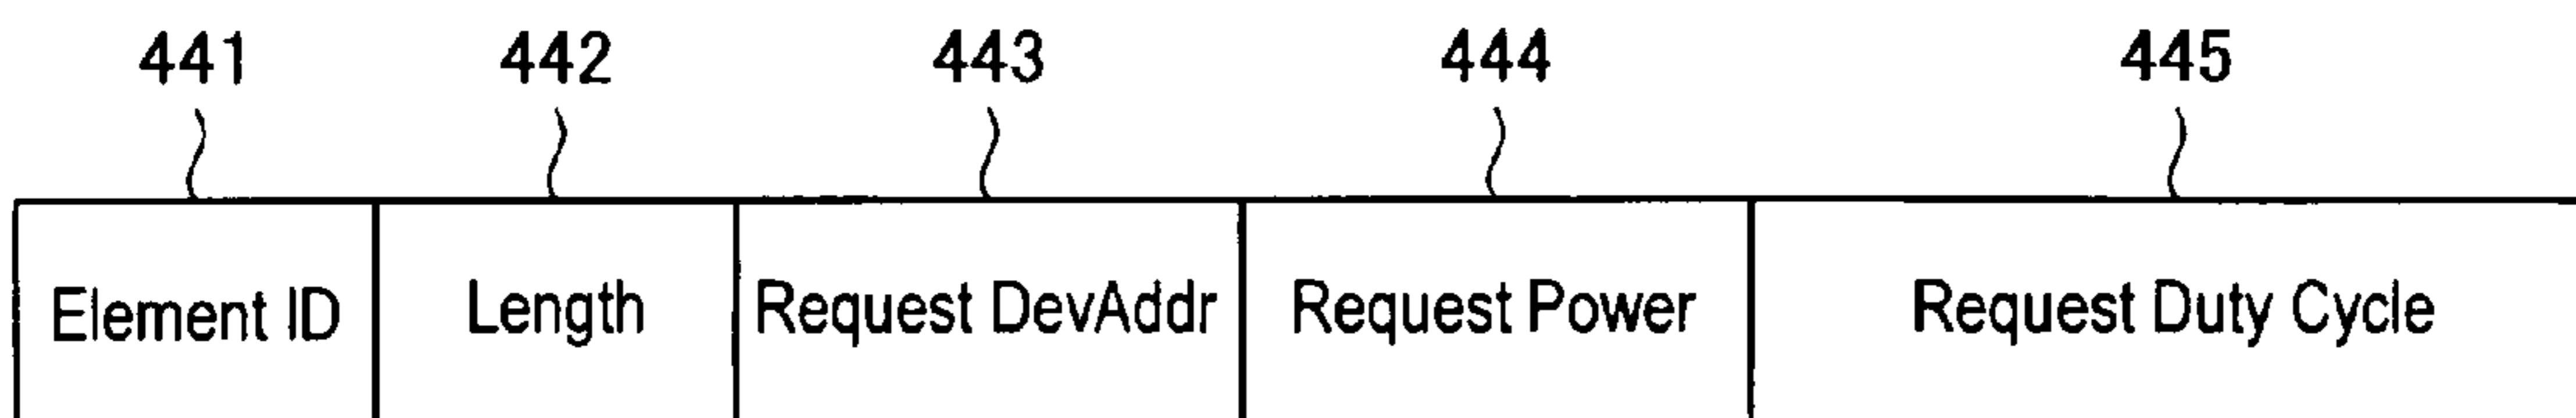 441 442 443 444 445
Element ID Length Request DevAddr Request Power Request Duty Cycle